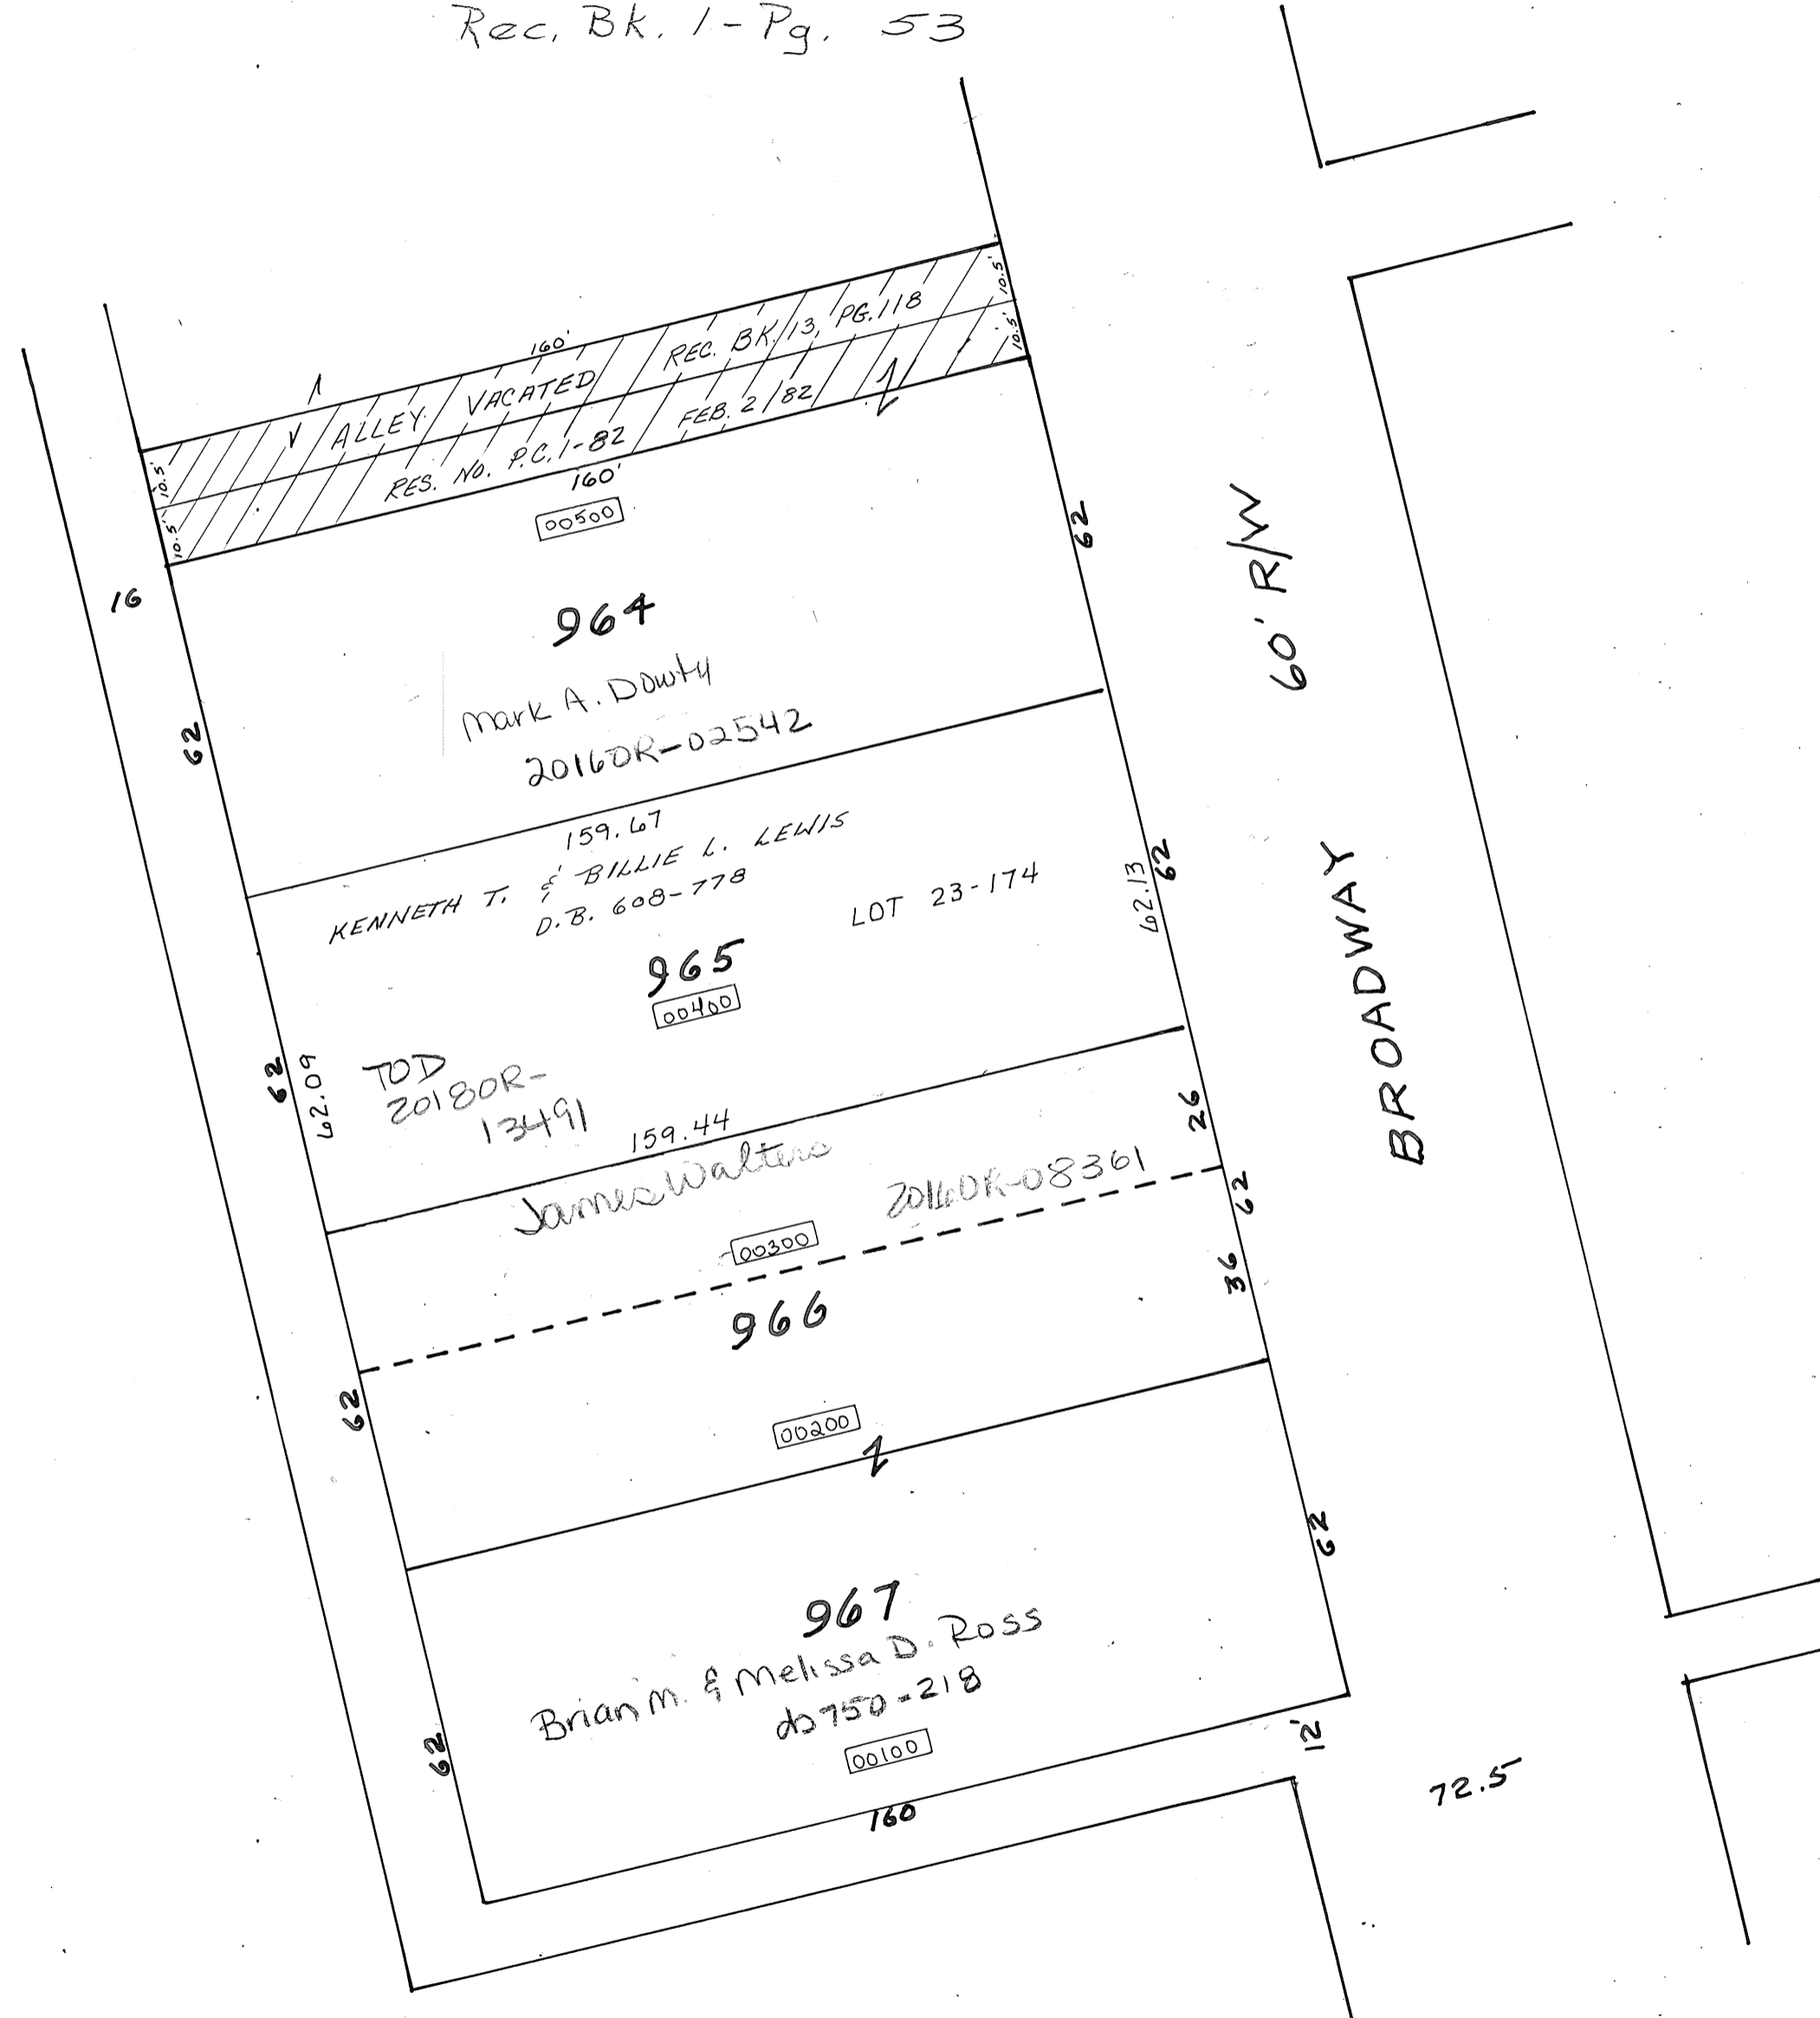 Rec. Bk. 1-Pg. 53
160'
10.5'
10.5'
ALLEY VACATED REC. BK. 13, PG. 118
RES. No. P.C. 1-82 FEB. 2/82
10.5'
10.5'
160'
00500
16
62
964
60' R/W
Mark A. Dowty
62
2016OR-02542
159.67
KENNETH T. & BILLIE L. LEWIS
D.B. 608-778
LOT 23-174
62.13
62
965
00400
BROADWAY
62
62.09
TOD
2018OR-
13491
159.44
26
James Walters
2016OR-08361
62
00300
36
966
62
00200
62
967
Brian M. & Melissa D. Ross
db750-218
62
00100
12'
160
72.5